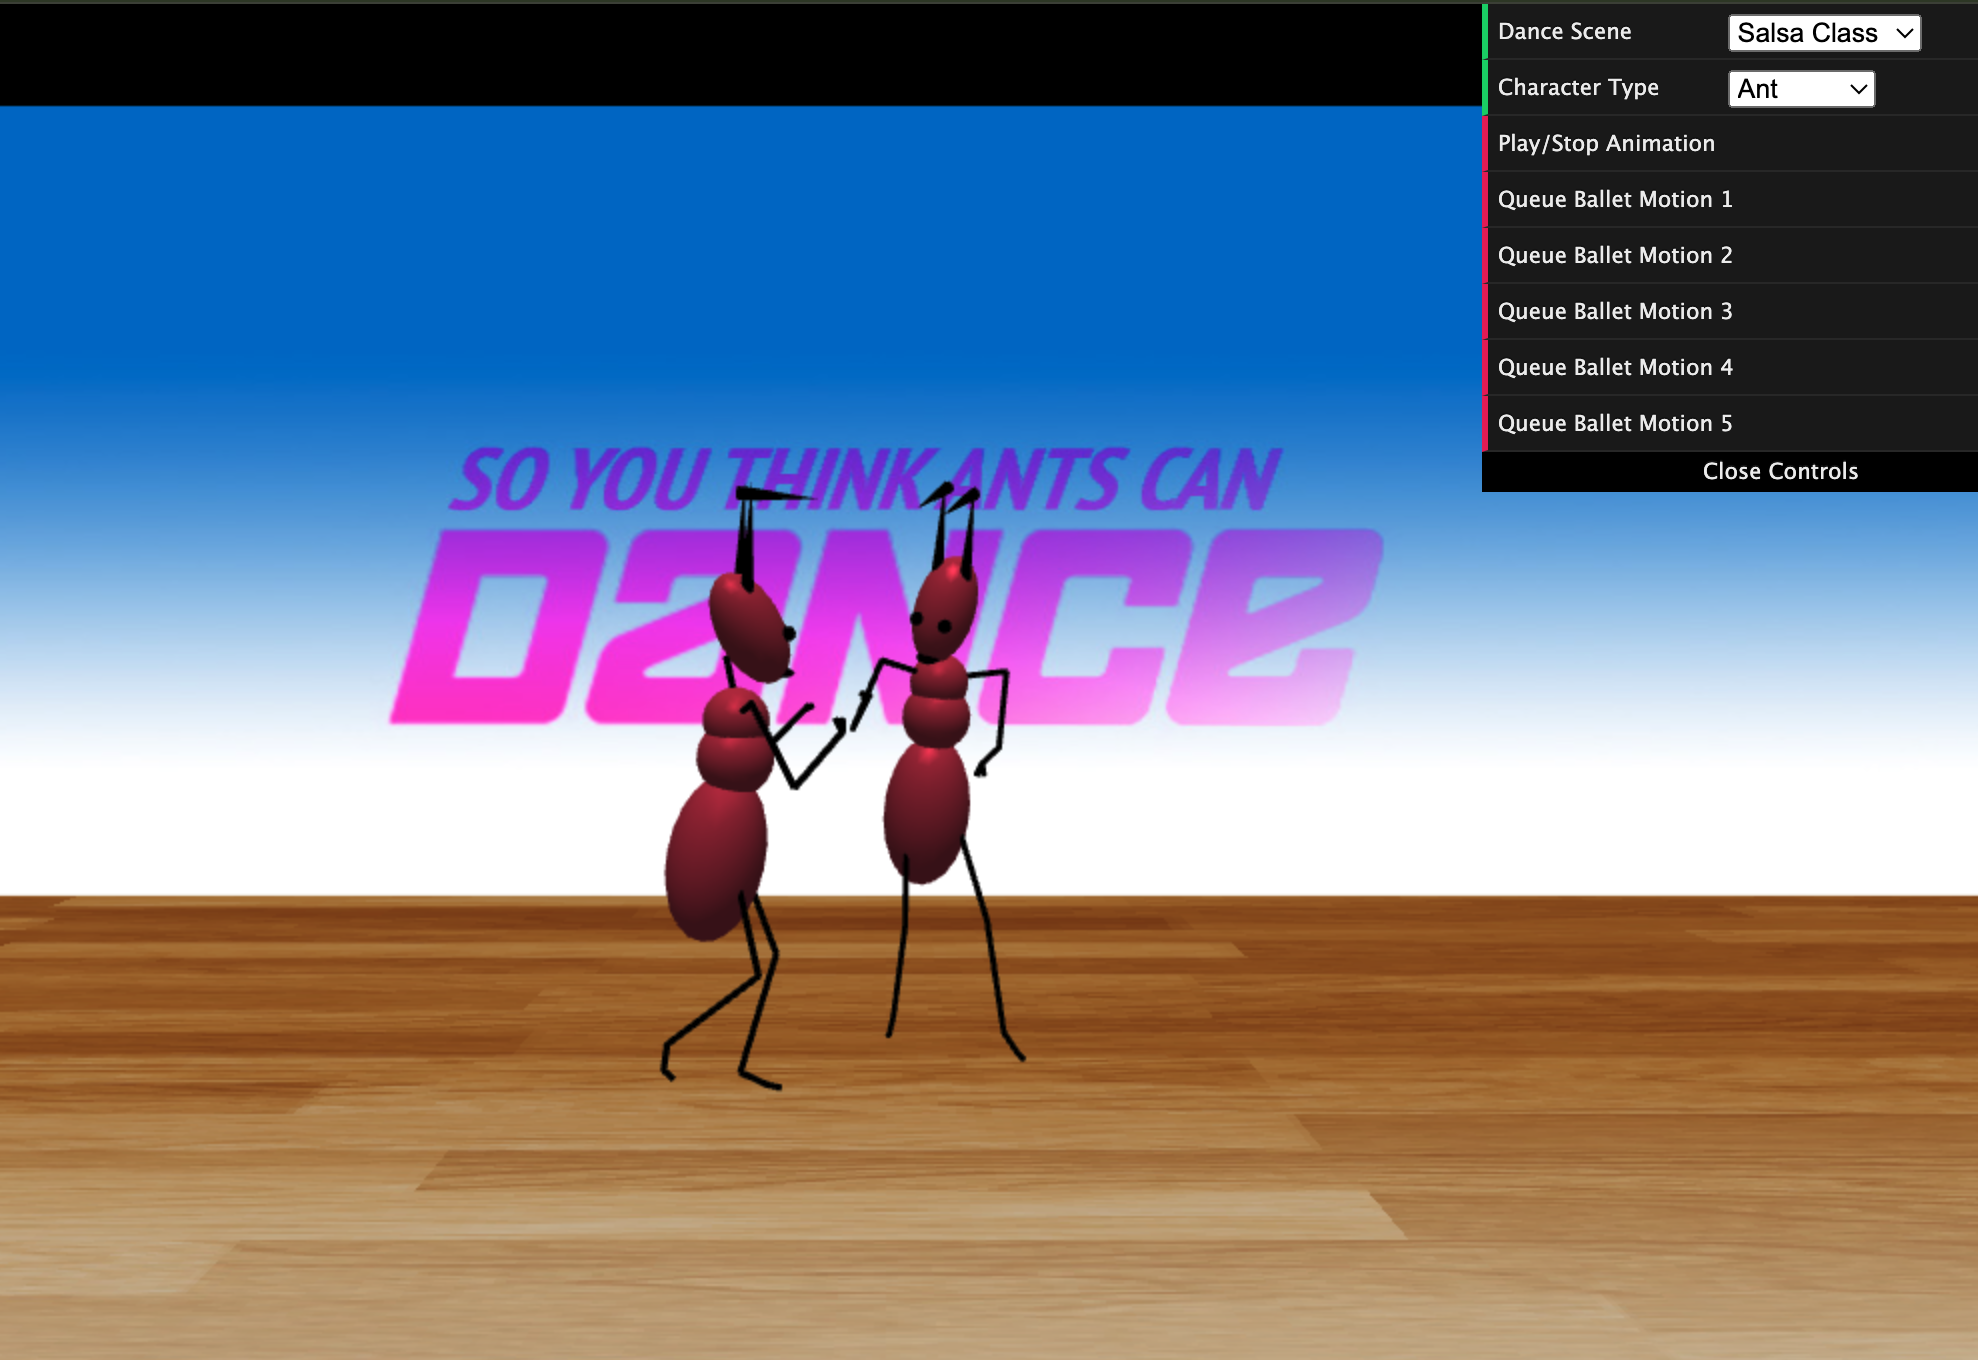 Dance Scene Salsa Class
Character Type Ant
Play/Stop Animation
Queue Ballet Motion 1
Queue Ballet Motion 2
Queue Ballet Motion 3
Queue Ballet Motion 4
Queue Ballet Motion 5
Close Controls
SO YOU THINK ANTS CAN
DaNCe